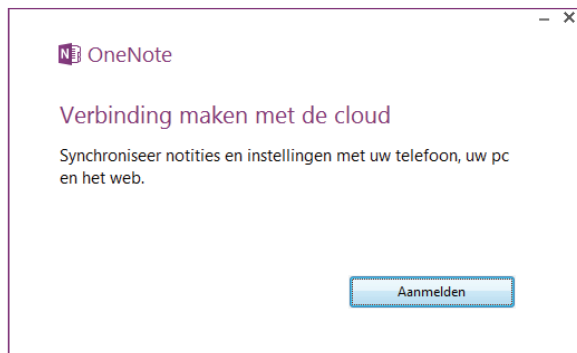 OneNote
Verbinding maken met de cloud
Synchroniseer notities en instellingen met uw telefoon, uw pc
en het web.
Aanmelden